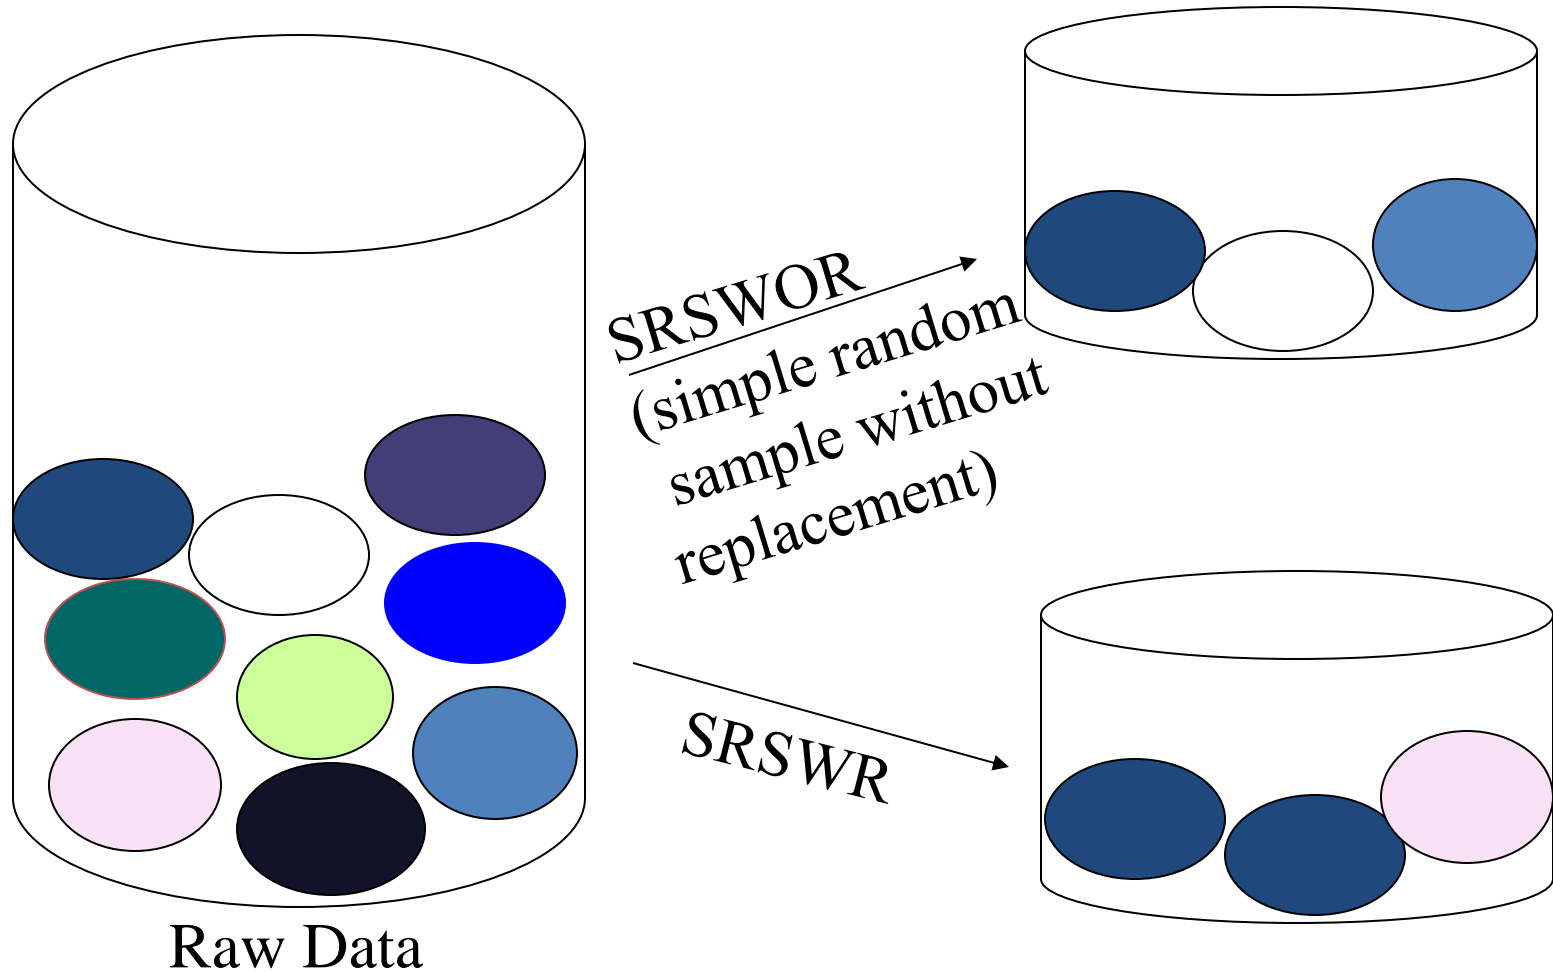 SRSWOR
(simple random
sample without
replacement)
SRSWR
Raw Data